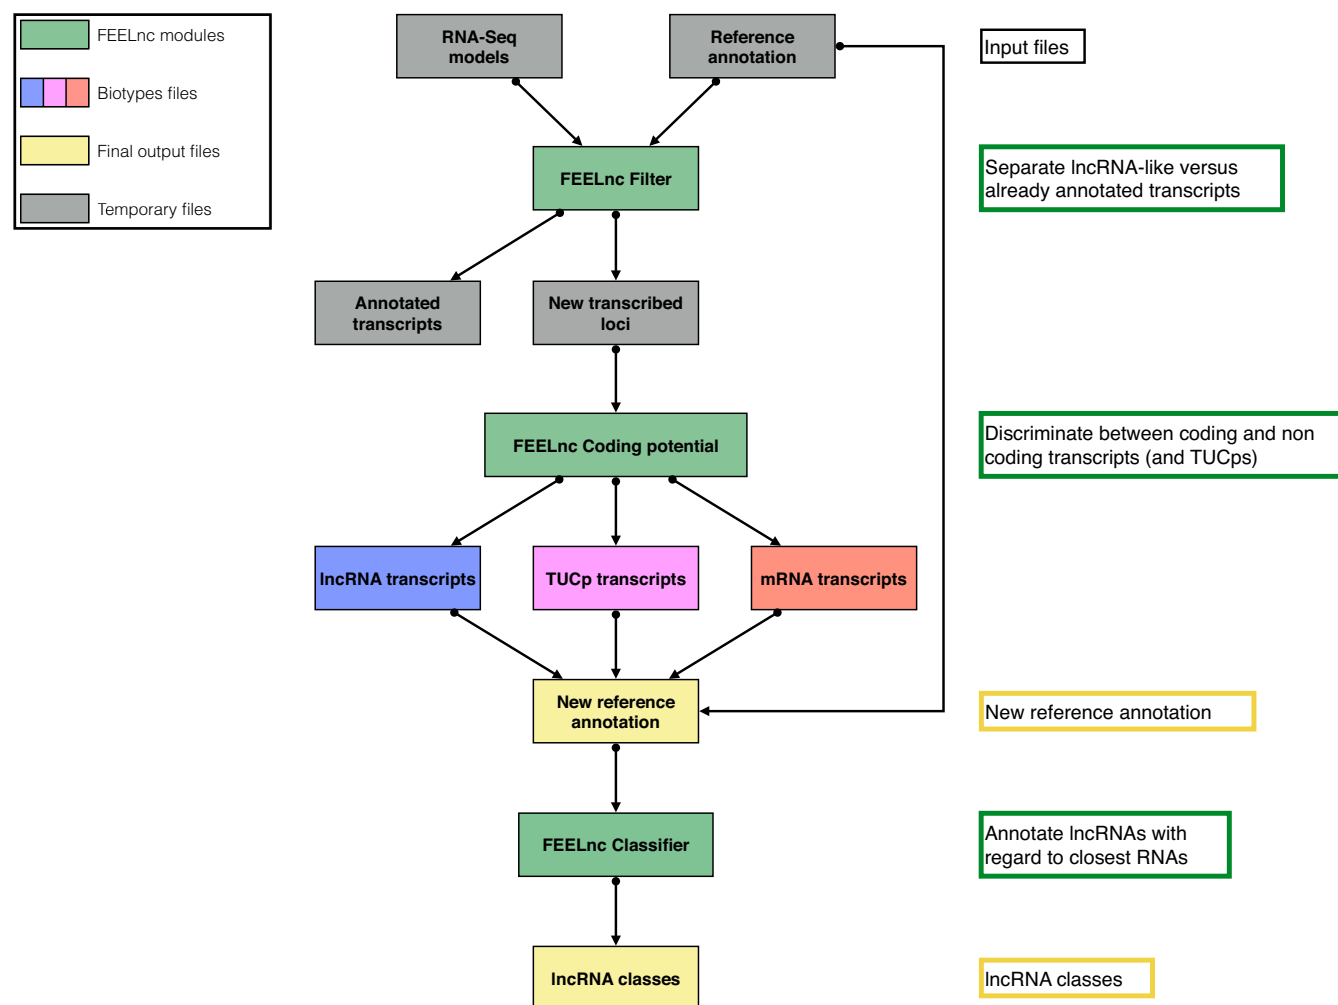 FEELnc modules
Biotypes files
Final output files
Temporary files
RNA-Seq
models
Reference
annotation
Input files
FEELnc Filter
Separate lncRNA-like versus
already annotated transcripts
Annotated
transcripts
New transcribed
loci
FEELnc Coding potential
Discriminate between coding and non
coding transcripts (and TUCps)
lncRNA transcripts
TUCp transcripts
mRNA transcripts
New reference
annotation
New reference annotation
FEELnc Classifier
Annotate lncRNAs with
regard to closest RNAs
lncRNA classes
lncRNA classes